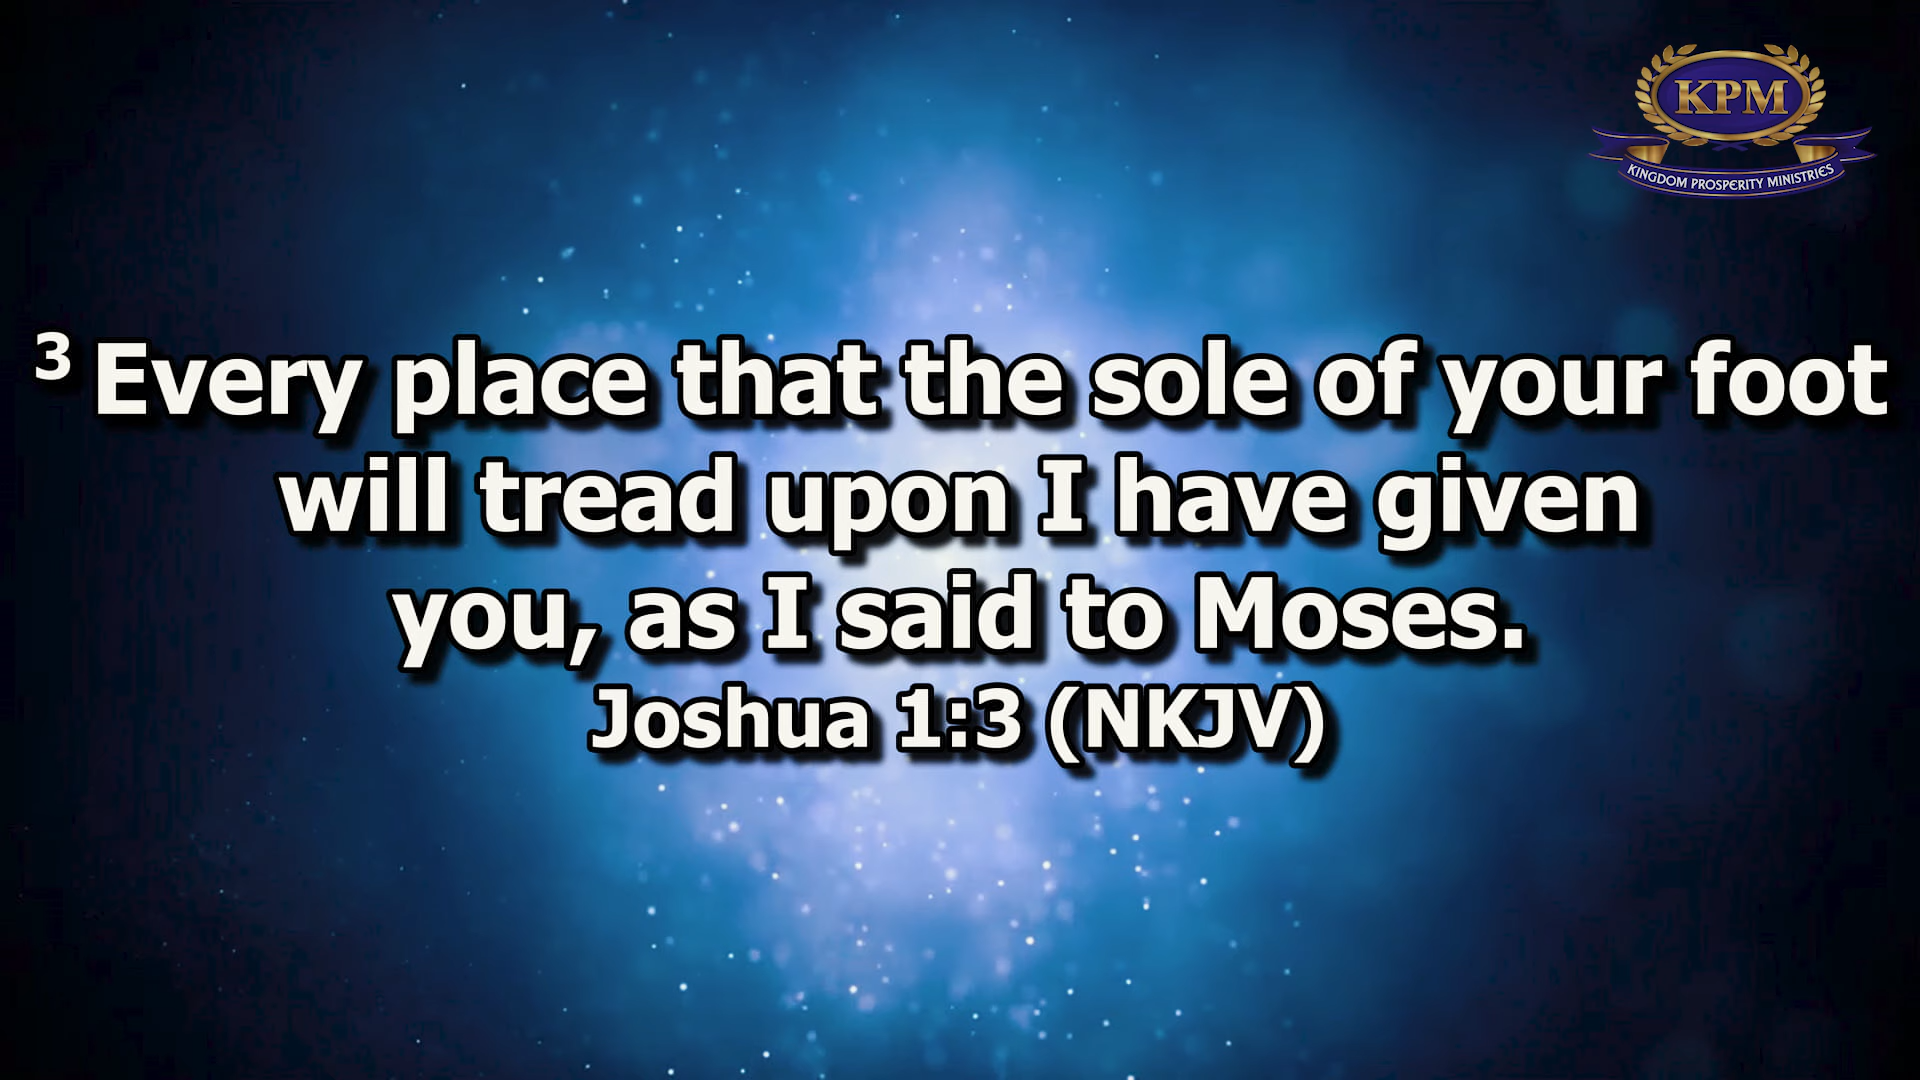 KPM
KINGDOM PROSPERITY MINISTRIES
3 Every place that the sole of your foot
will tread upon I have given
you, as I said to Moses.
Joshua 1:3 (NKJV)